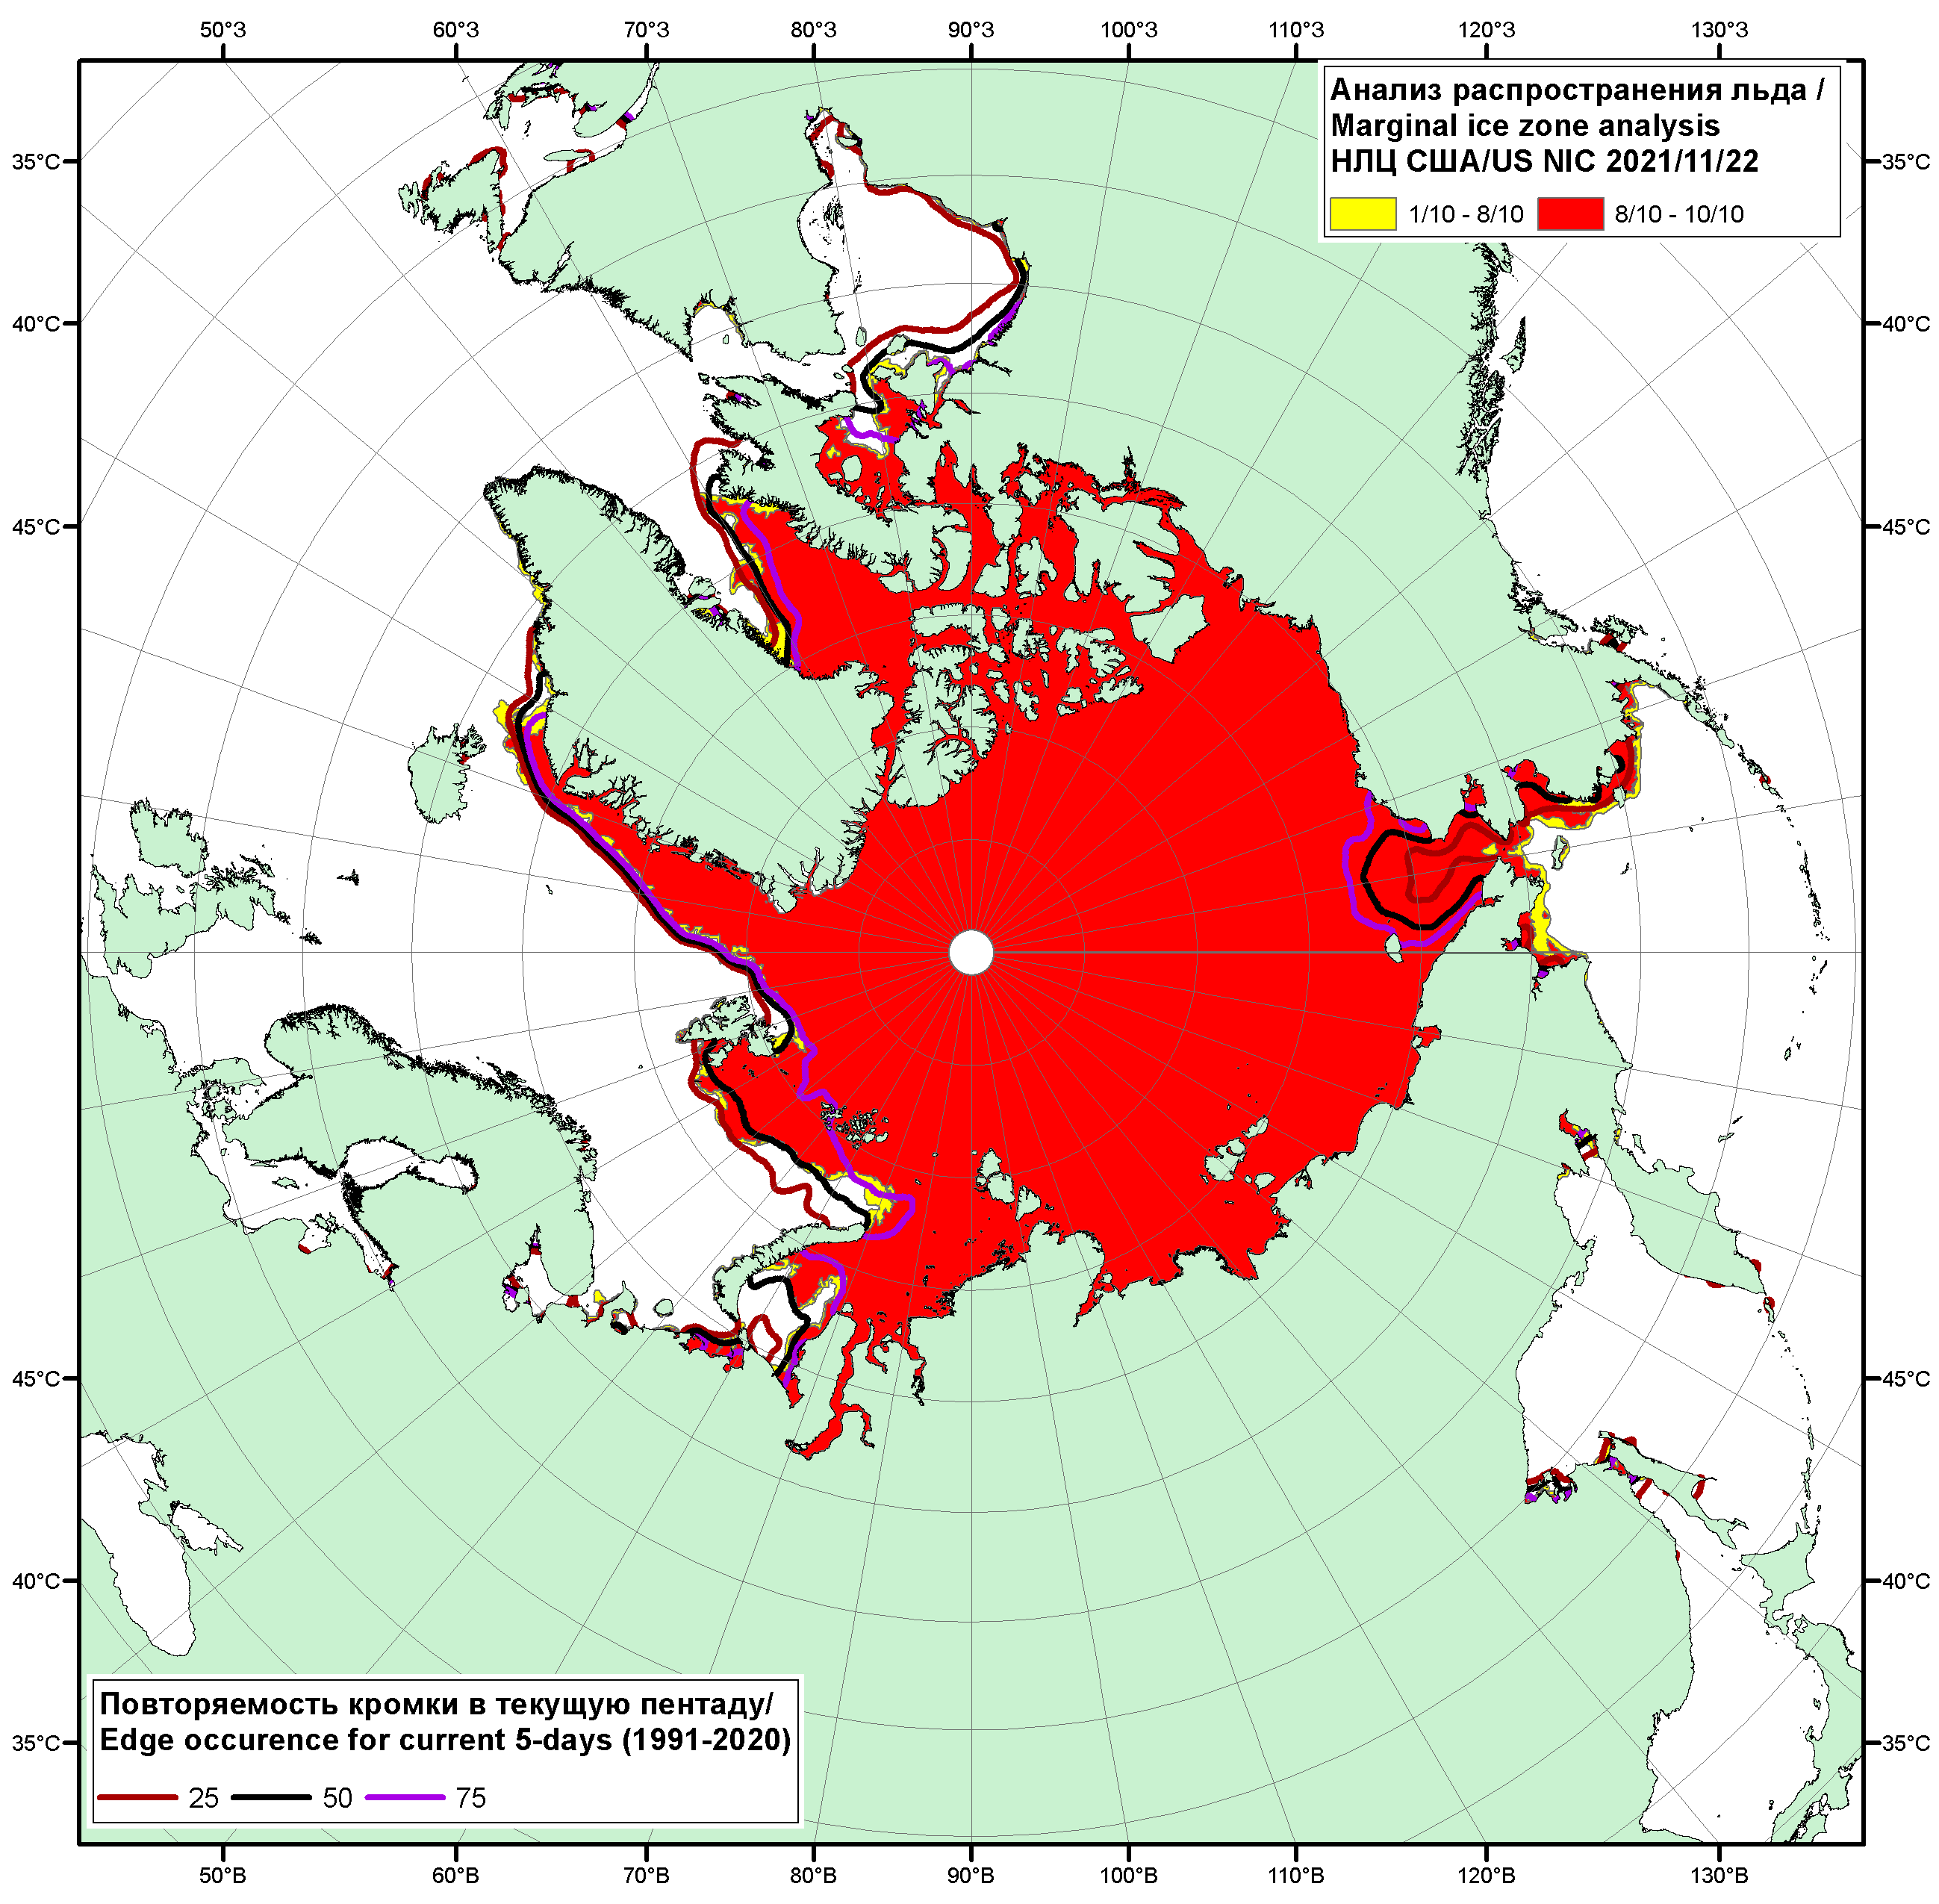 50°З 60°З 70°З 80°З 90°З 100°З 110°З 120°З 130°З
Анализ распространения льда /
Marginal ice zone analysis
НЛЦ США/US NIC 2021/11/22
1/10 - 8/10 8/10 - 10/10
35°С 35°С
40°С 40°С
45°С 45°С
45°С 45°С
40°С 40°С
35°С 35°С
Повторяемость кромки в текущую пентаду/
Edge occurence for current 5-days (1991-2020)
25 50 75
50°В 60°В 70°В 80°В 90°В 100°В 110°В 120°В 130°В